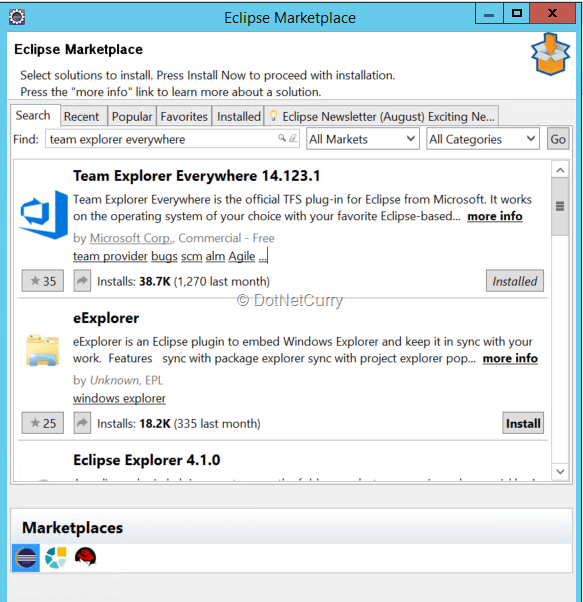 Eclipse Marketplace
Eclipse Marketplace
Select solutions to install. Press Install Now to proceed with installation.
Press the "more info" link to learn more about a solution.
Search Recent Popular Favorites Installed Eclipse Newsletter (August) Exciting Ne...
Find: team explorer everywhere All Markets All Categories Go
Team Explorer Everywhere 14.123.1
Team Explorer Everywhere is the official TFS plug-in for Eclipse from Microsoft. It works
on the operating system of your choice with your favorite Eclipse-based... more info
by Microsoft Corp., Commercial - Free
team provider bugs scm alm Agile ...
35 Installs: 38.7K (1,270 last month) Installed
© DotNetCurry
eExplorer
eExplorer is an Eclipse plugin to embed Windows Explorer and keep it in sync with your
work. Features sync with package explorer sync with project explorer pop... more info
by Unknown, EPL
windows explorer
25 Installs: 18.2K (335 last month) Install
Eclipse Explorer 4.1.0
Marketplaces